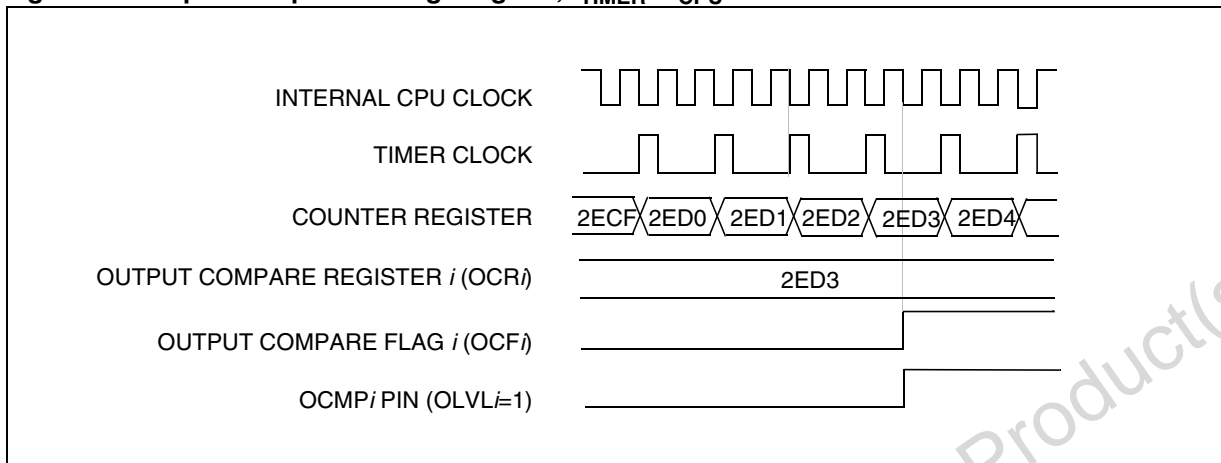 TIMER
INTERNAL CPU CLOCK
TIMER CLOCK
COUNTER REGISTER 2ECF 2ED0 2ED1 2ED2 2ED3 2ED4
OUTPUT COMPARE REGISTER i (OCRi) 2ED3
OUTPUT COMPARE FLAG i (OCFi)
OCMPi PIN (OLVLi=1)